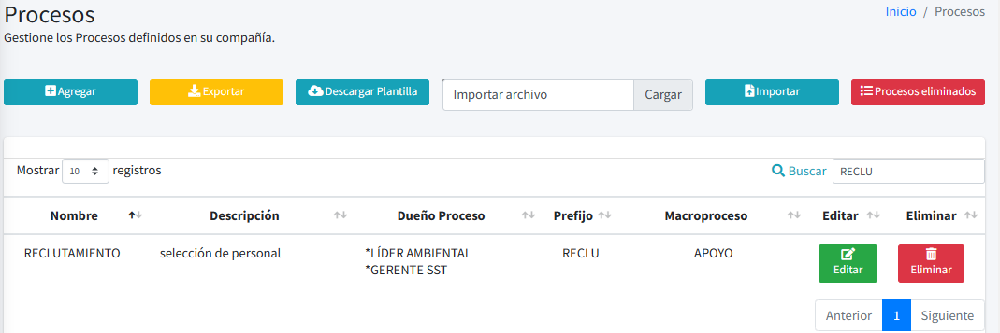 Procesos
Inicio / Procesos
Gestione los Procesos definidos en su compañía.
Agregar
Exportar
Descargar Plantilla
Importar archivo
Cargar
Importar
Procesos eliminados
Mostrar 10 registros
Buscar RECLU
Nombre Descripción Dueño Proceso Prefijo Macroproceso Editar Eliminar
RECLUTAMIENTO selección de personal *LÍDER AMBIENTAL RECLU APOYO
*GERENTE SST
Editar
Eliminar
Anterior 1 Siguiente